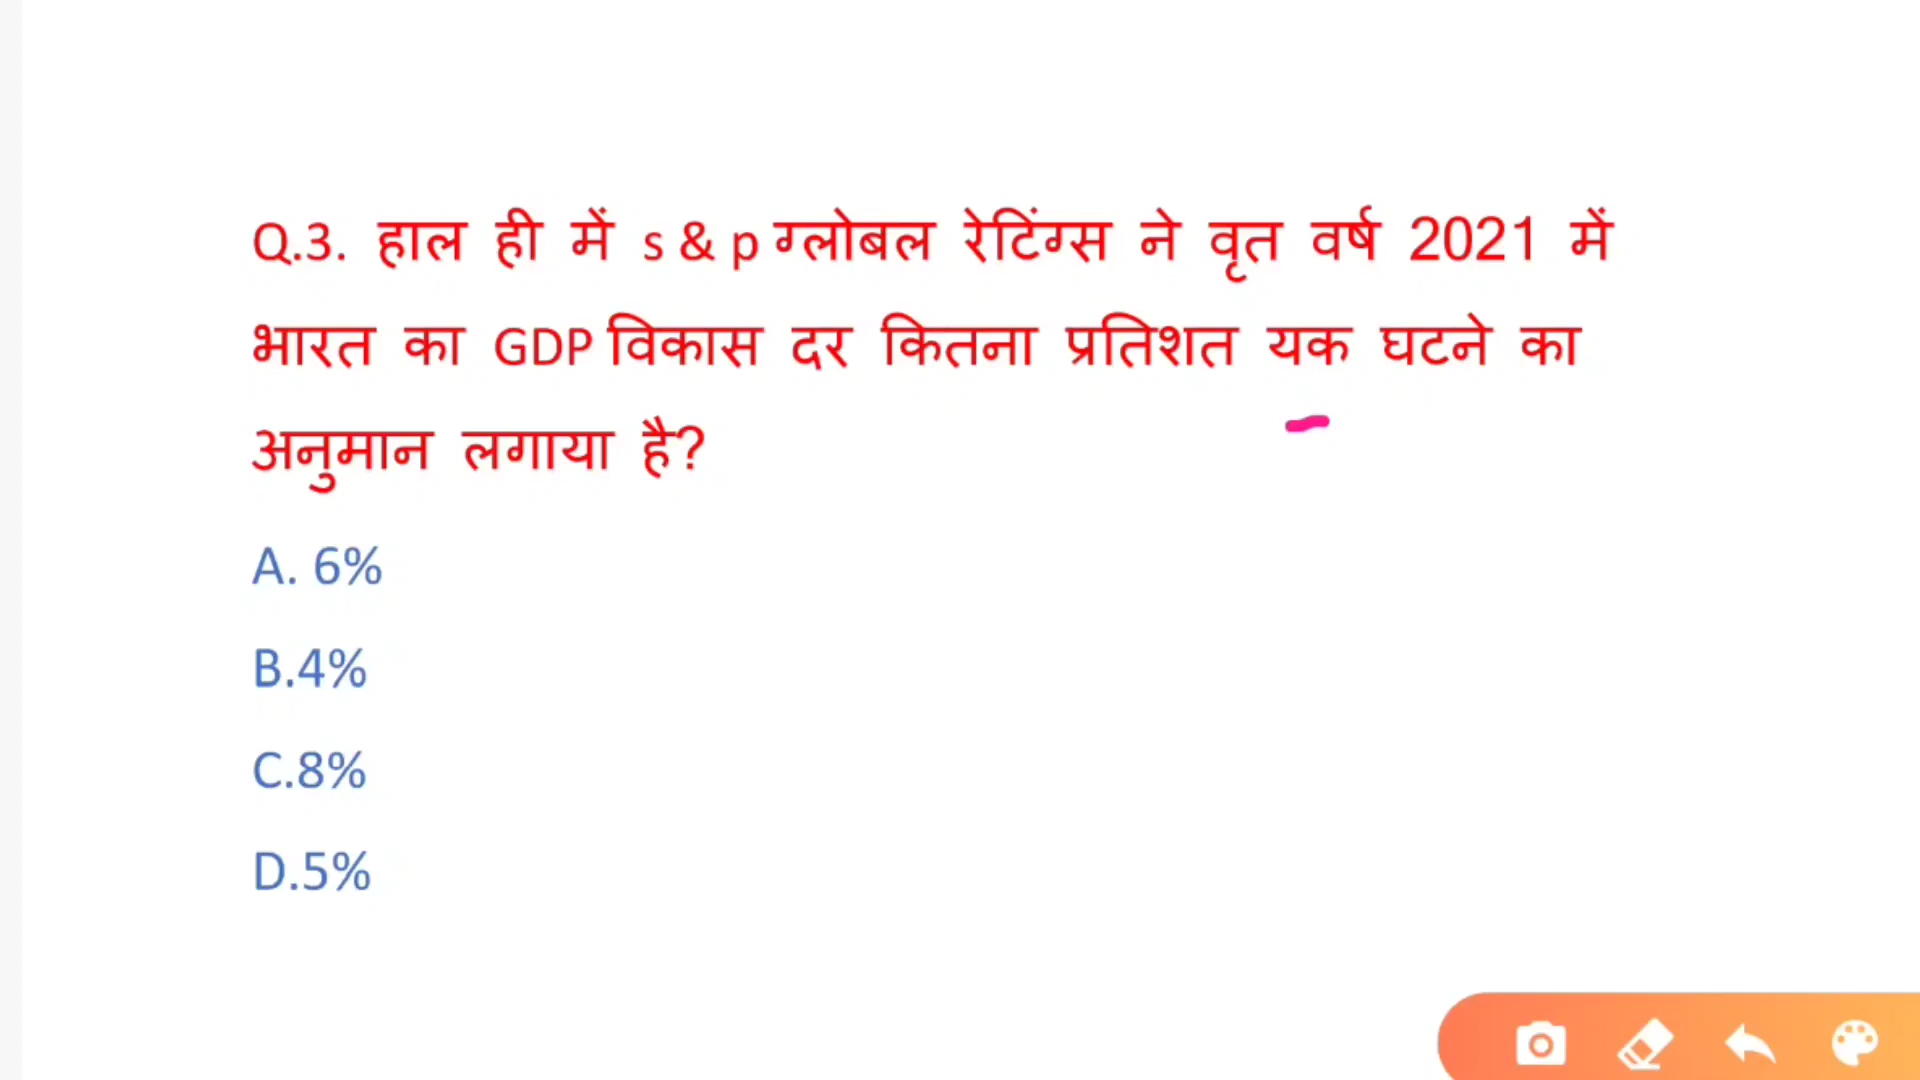 Q.3. हाल ही में s & p ग्लोबल रेटिंग्स ने वृत वर्ष 2021 में
भारत का GDP विकास दर कितना प्रतिशत यक घटने का
अनुमान लगाया है?
A. 6%
B.4%
C.8%
D.5%